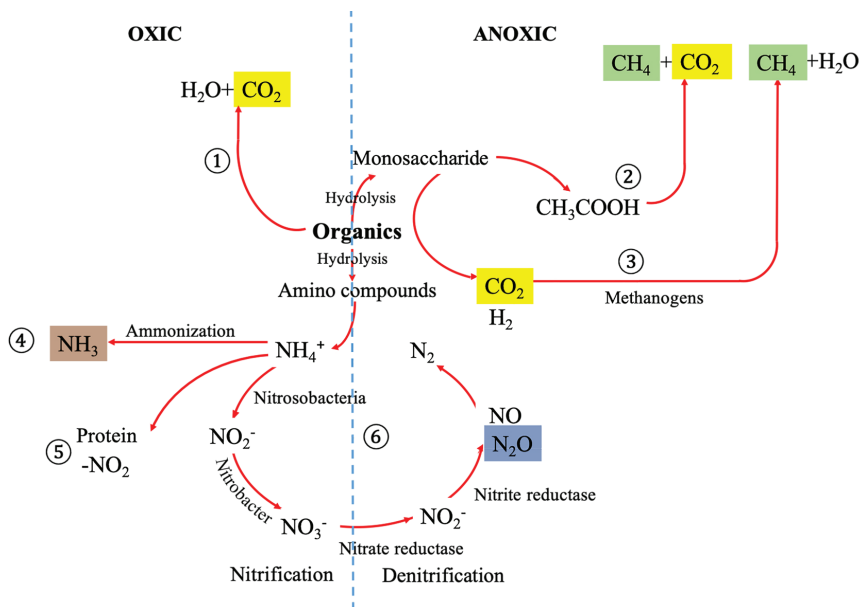 OXIC
ANOXIC
CH₄ + CO₂
CH₄ +H₂O
H₂O+ CO₂
①
Monosaccharide
②
Hydrolysis
CH₃COOH
Organics
Hydrolysis
③
Amino compounds
CO₂
Methanogens
H₂
④
NH₃
Ammonization
NH₄⁺
N₂
Nitrosobacteria
NO
⑤
Protein
-NO₂
NO₂⁻
⑥
N₂O
Nitrobacter
Nitrite reductase
NO₃⁻
NO₂⁻
Nitrate reductase
Nitrification
Denitrification